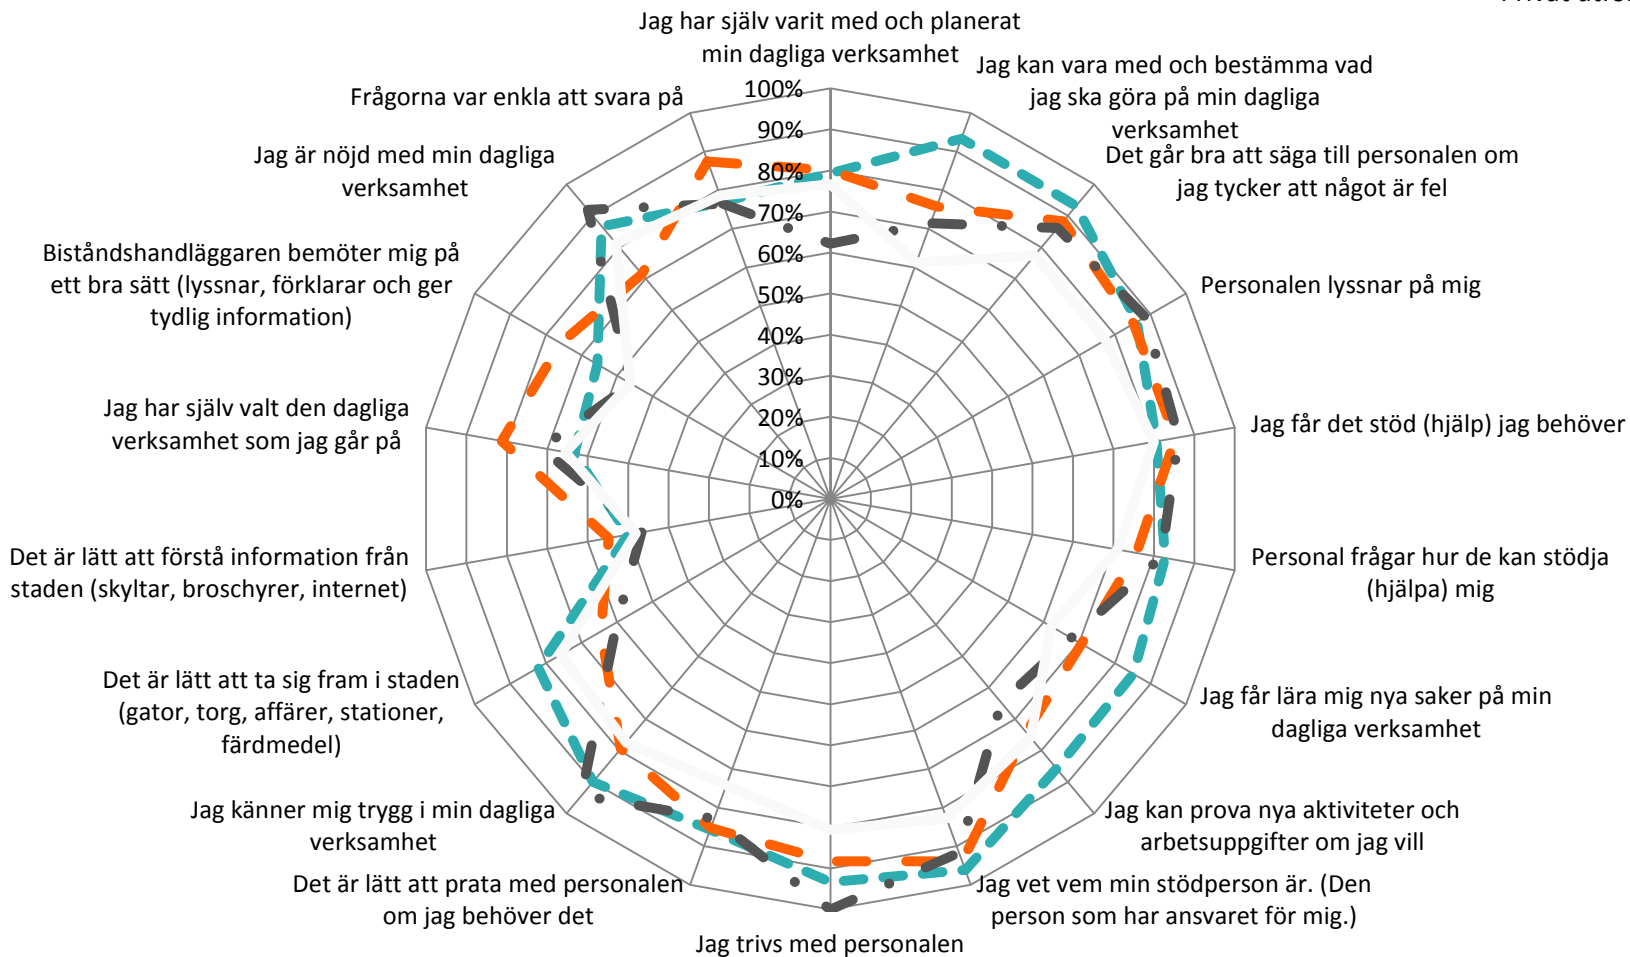 Jag har själv varit med och planerat
min dagliga verksamhet
Jag kan vara med och bestämma vad
jag ska göra på min dagliga
verksamhet
Det går bra att säga till personalen om
jag tycker att något är fel
Personalen lyssnar på mig
Jag får det stöd (hjälp) jag behöver
Personal frågar hur de kan stödja
(hjälpa) mig
Jag får lära mig nya saker på min
dagliga verksamhet
Jag kan prova nya aktiviteter och
arbetsuppgifter om jag vill
Jag vet vem min stödperson är. (Den
person som har ansvaret för mig.)
Jag trivs med personalen
Det är lätt att prata med personalen
om jag behöver det
Jag känner mig trygg i min dagliga
verksamhet
Det är lätt att ta sig fram i staden
(gator, torg, affärer, stationer,
färdmedel)
Det är lätt att förstå information från
staden (skyltar, broschyrer, internet)
Jag har själv valt den dagliga
verksamhet som jag går på
Biståndshandläggaren bemöter mig på
ett bra sätt (lyssnar, förklarar och ger
tydlig information)
Jag är nöjd med min dagliga
verksamhet
Frågorna var enkla att svara på
100%
90%
80%
70%
60%
50%
40%
30%
20%
10%
0%